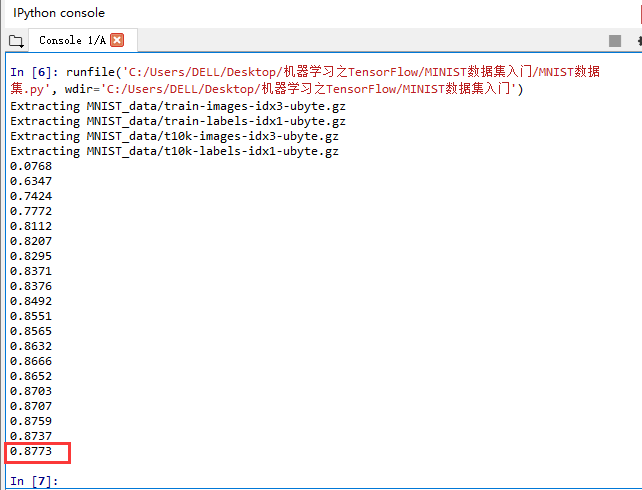 IPython console
Console 1/A
In [6]: runfile('C:/Users/DELL/Desktop/机器学习之TensorFlow/MINIST数据集入门/MNIST数据
集.py', wdir='C:/Users/DELL/Desktop/机器学习之TensorFlow/MINIST数据集入门')
Extracting MNIST_data/train-images-idx3-ubyte.gz
Extracting MNIST_data/train-labels-idx1-ubyte.gz
Extracting MNIST_data/t10k-images-idx3-ubyte.gz
Extracting MNIST_data/t10k-labels-idx1-ubyte.gz
0.0768
0.6347
0.7424
0.7772
0.8112
0.8207
0.8295
0.8371
0.8376
0.8492
0.8551
0.8565
0.8632
0.8666
0.8652
0.8703
0.8707
0.8759
0.8737
0.8773
In [7]: